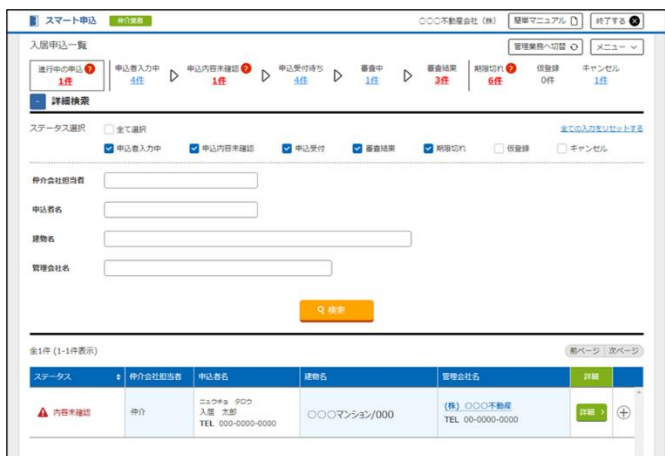 スマート申込 仲介業務 〇〇〇不動産会社 (株) 簡単マニュアル 終了する
入居申込一覧 管理業務へ切替 メニュー
進行中の申込 ? 申込者入力中 申込内容未確認 ? 申込受付待ち 審査中 審査結果 期限切れ ? 仮登録 キャンセル
1件 4件 1件 4件 1件 3件 6件 0件 1件
- 詳細検索
ステータス選択 全て選択 全ての入力をリセットする
申込者入力中 申込内容未確認 申込受付 審査結果 期限切れ 仮登録 キャンセル
仲介会社担当者
申込者名
建物名
管理会社名
検索
全1件 (1-1件表示) 前ページ 次ページ
ステータス 仲介会社担当者 申込者名 建物名 管理会社名 詳細
ニュウキョ タロウ
内容未確認 仲介 入居 太郎 〇〇〇マンション/000 (株) 〇〇〇不動産 詳細
TEL 000-0000-0000 TEL 00-0000-0000